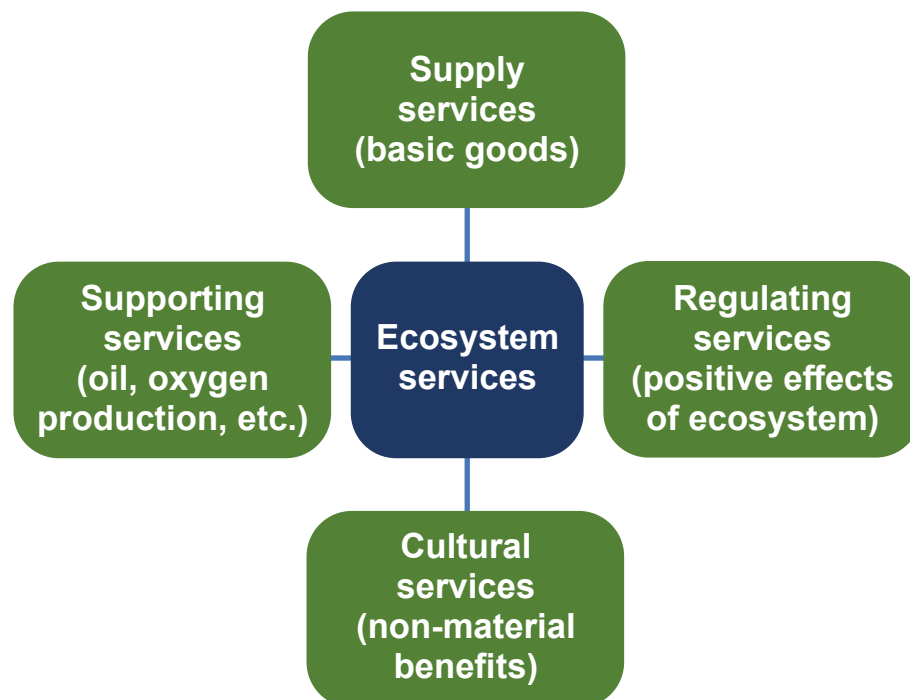 Supply
services
(basic goods)
Supporting
services
(oil, oxygen
production, etc.)
Ecosystem
services
Regulating
services
(positive effects
of ecosystem)
Cultural
services
(non-material
benefits)